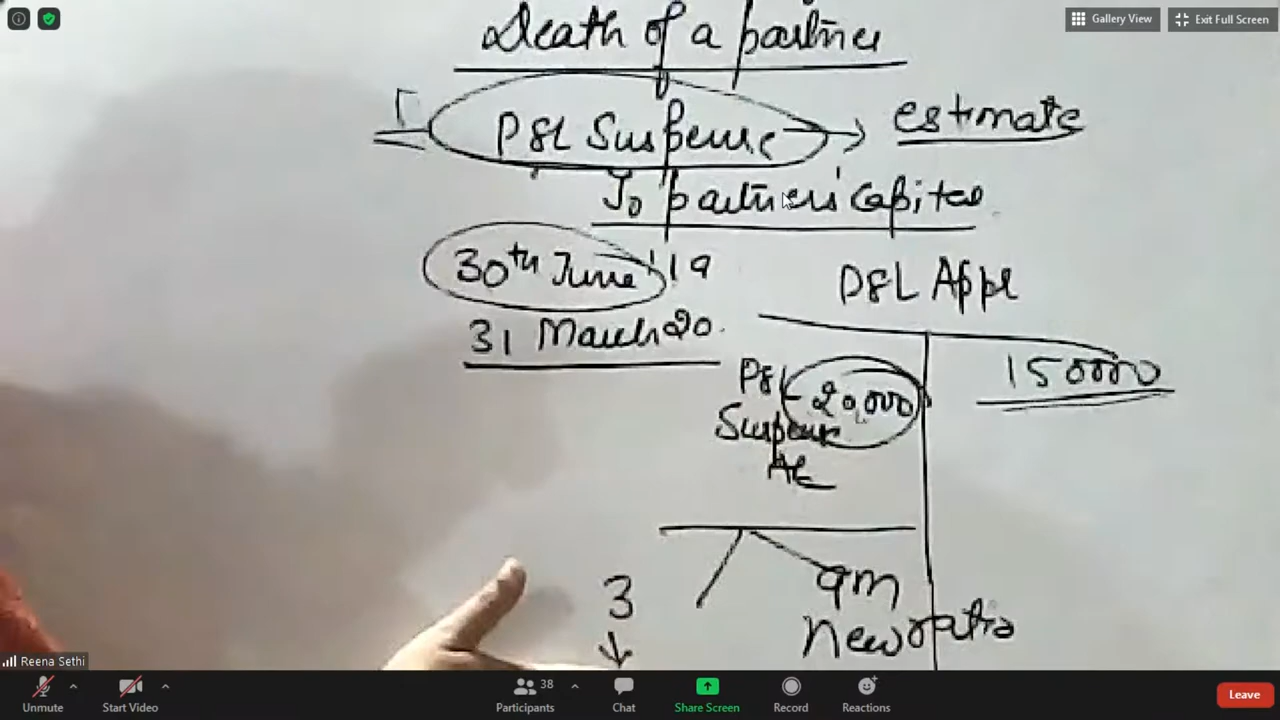 Gallery View
Exit Full Screen
Death of a partner
P&L Suspense → estimate
To partners' capital
30th June '19
31 March 20.
P&L Appr
150000
P&L
20,000
Suspense
A/c
3
9m
New ratio
Reena Sethi
Unmute
Start Video
38
Participants
Chat
Share Screen
Record
Reactions
Leave